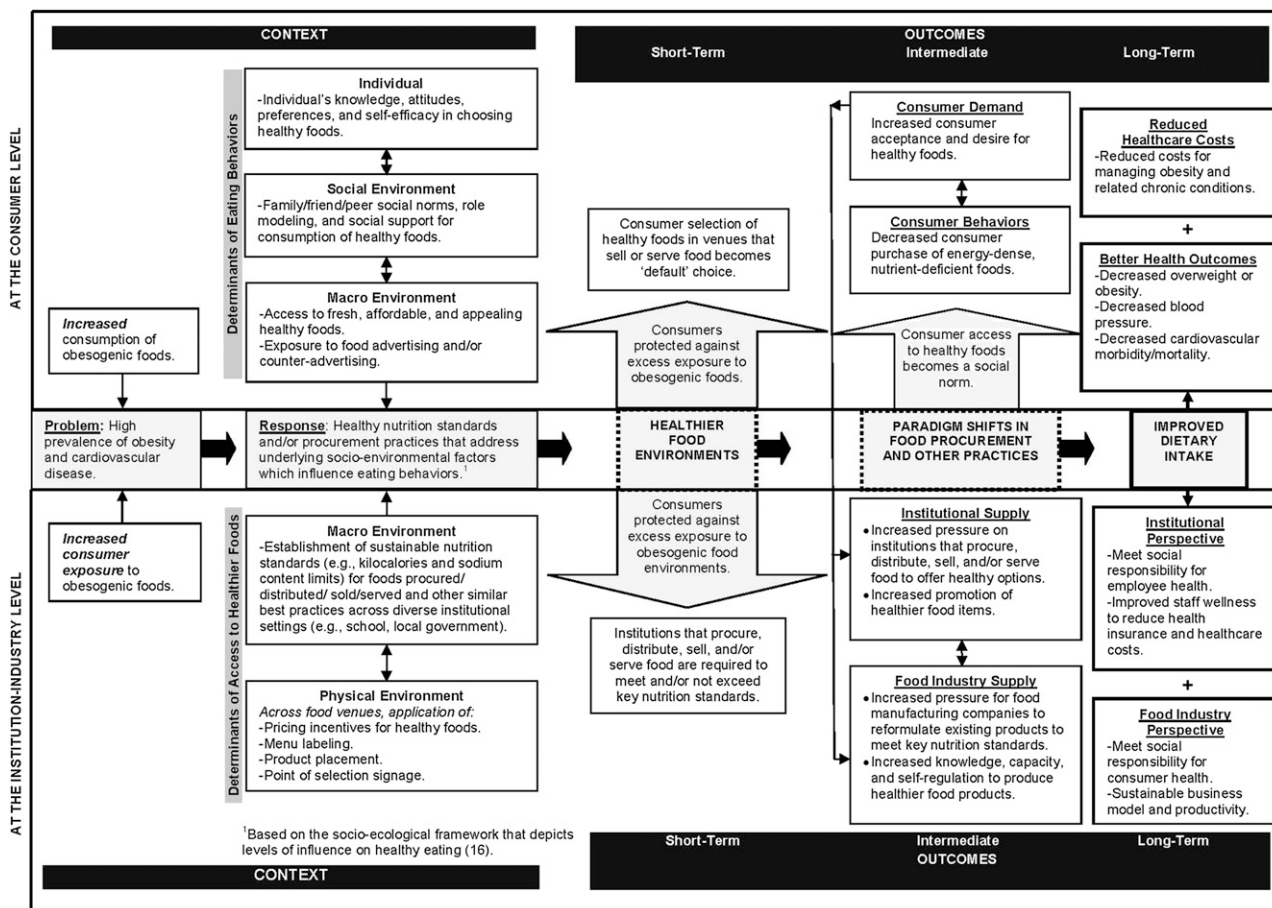 CONTEXT
OUTCOMES
Short-Term
Intermediate
Long-Term
AT THE CONSUMER LEVEL
Determinants of Eating Behaviors
Individual
-Individual's knowledge, attitudes,
preferences, and self-efficacy in choosing
healthy foods.
Social Environment
-Family/friend/peer social norms, role
modeling, and social support for
consumption of healthy foods.
Macro Environment
-Access to fresh, affordable, and appealing
healthy foods.
-Exposure to food advertising and/or
counter-advertising.
Increased
consumption of
obesogenic foods.
Consumer selection of
healthy foods in venues that
sell or serve food becomes
'default' choice.
Consumers
protected against
excess exposure to
obesogenic foods.
Consumer Demand
Increased consumer
acceptance and desire for
healthy foods.
Consumer Behaviors
Decreased consumer
purchase of energy-dense,
nutrient-deficient foods.
Consumer access
to healthy foods
becomes a social
norm.
Reduced
Healthcare Costs
-Reduced costs for
managing obesity and
related chronic conditions.
+
Better Health Outcomes
-Decreased overweight or
obesity.
-Decreased blood
pressure.
-Decreased cardiovascular
morbidity/mortality.
Problem: High
prevalence of obesity
and cardiovascular
disease.
Response: Healthy nutrition standards
and/or procurement practices that address
underlying socio-environmental factors
which influence eating behaviors.1
HEALTHIER
FOOD
ENVIRONMENTS
PARADIGM SHIFTS IN
FOOD PROCUREMENT
AND OTHER PRACTICES
IMPROVED
DIETARY
INTAKE
AT THE INSTITUTION-INDUSTRY LEVEL
Increased
consumer
exposure to
obesogenic foods.
Determinants of Access to Healthier Foods
Macro Environment
-Establishment of sustainable nutrition
standards (e.g., kilocalories and sodium
content limits) for foods procured/
distributed/ sold/served and other similar
best practices across diverse institutional
settings (e.g., school, local government).
Physical Environment
Across food venues, application of:
-Pricing incentives for healthy foods.
-Menu labeling.
-Product placement.
-Point of selection signage.
Consumers
protected against
excess exposure to
obesogenic food
environments.
Institutions that procure,
distribute, sell, and/or
serve food are required to
meet and/or not exceed
key nutrition standards.
Institutional Supply
• Increased pressure on
institutions that procure,
distribute, sell, and/or serve
food to offer healthy options.
• Increased promotion of
healthier food items.
Food Industry Supply
• Increased pressure for food
manufacturing companies to
reformulate existing products to
meet key nutrition standards.
• Increased knowledge, capacity,
and self-regulation to produce
healthier food products.
Institutional
Perspective
-Meet social
responsibility for
employee health.
-Improved staff wellness
to reduce health
insurance and healthcare
costs.
+
Food Industry
Perspective
-Meet social
responsibility for
consumer health.
-Sustainable business
model and productivity.
1Based on the socio-ecological framework that depicts
levels of influence on healthy eating (16).
CONTEXT
Short-Term
Intermediate
Long-Term
OUTCOMES